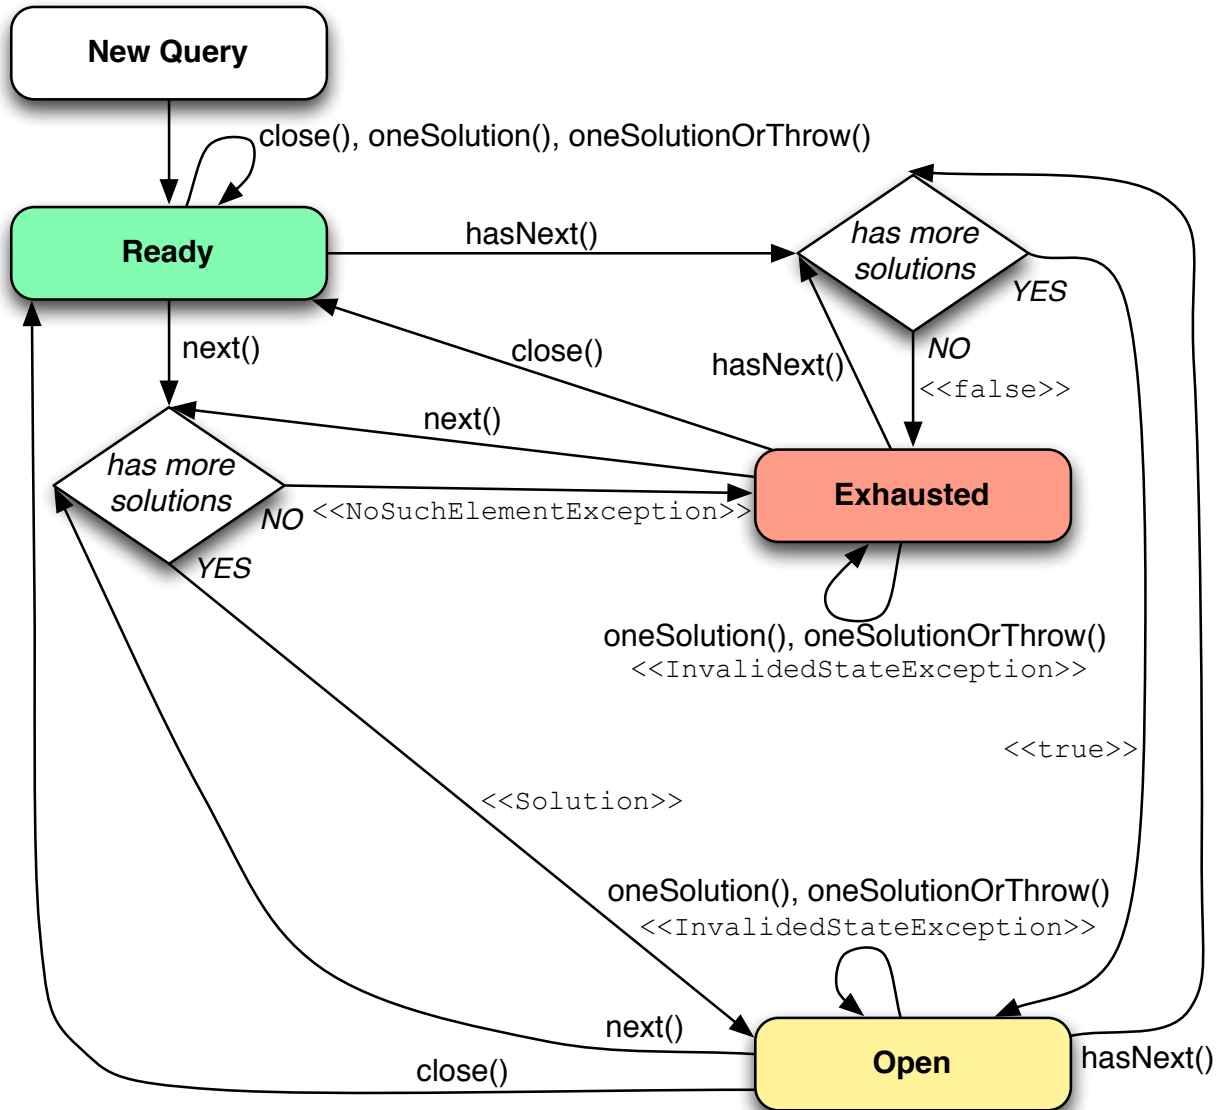 New Query
close(), oneSolution(), oneSolutionOrThrow()
Ready
hasNext()
has more
solutions
YES
NO
<<false>>
next()
close()
hasNext()
next()
has more
solutions
NO
<<NoSuchElementException>>
YES
Exhausted
oneSolution(), oneSolutionOrThrow()
<<InvalidedStateException>>
<<true>>
<<Solution>>
oneSolution(), oneSolutionOrThrow()
<<InvalidedStateException>>
next()
close()
Open
hasNext()